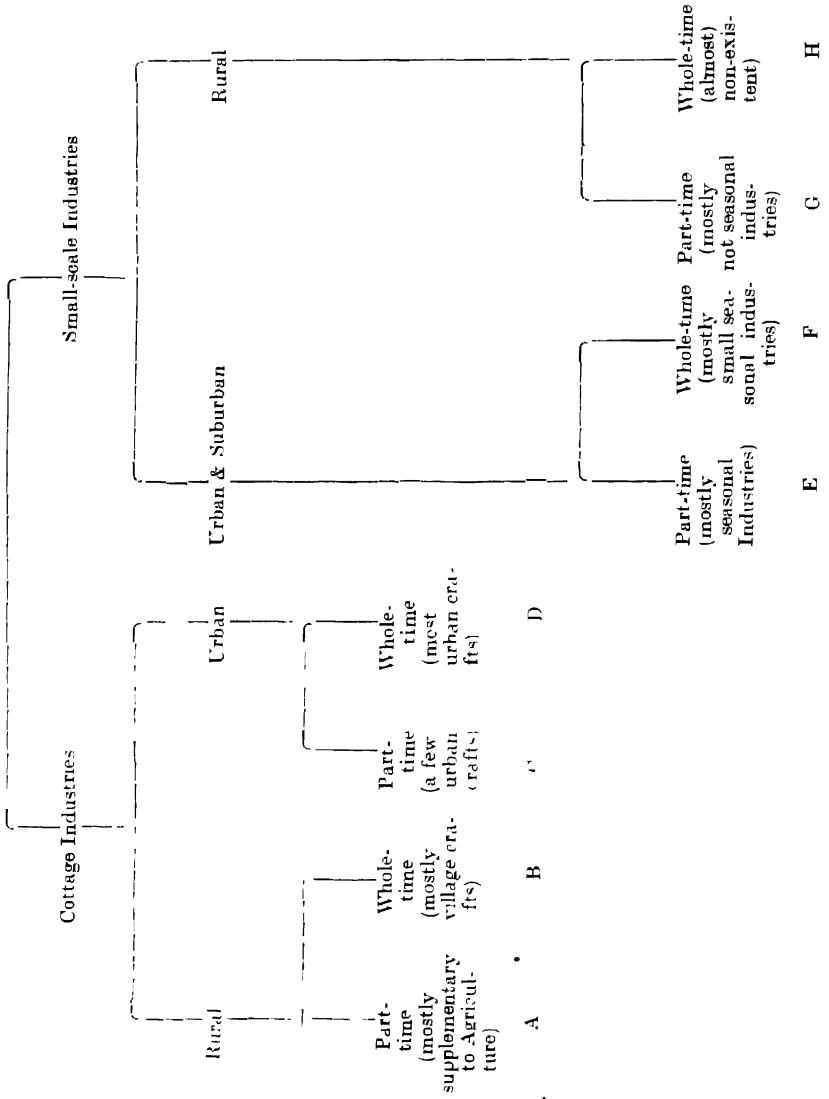 Cottage Industries
Small-scale Industries
Rural
Urban
Urban & Suburban
Rural
Part-
time
(mostly
supplementary
to Agricul-
ture)
A
Whole-
time
(mostly
village cra-
fts)
B
Part-
time
(a few
urban
crafts)
C
Whole-
time
(most
urban cra-
fts)
D
Part-time
(mostly
seasonal
Industries)
E
Whole-time
(mostly
small sea-
sonal indus-
tries)
F
Part-time
(mostly
not seasonal
indus-
tries)
G
Whole-time
(almost)
non-exis-
tent)
H